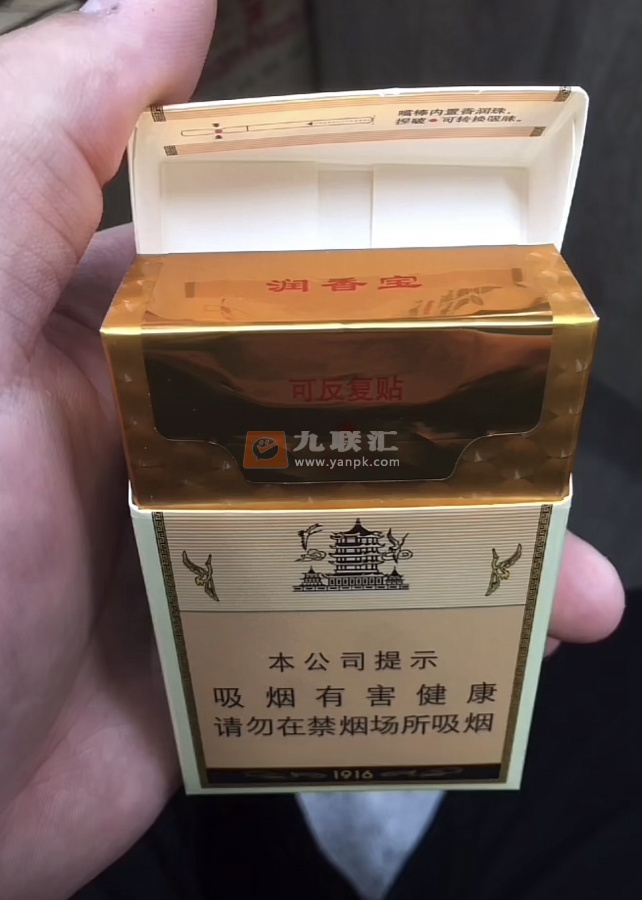 嘴棒内置香润珠，
捏破●可转换吸味。
润香宝
可反复贴
九联汇
www.yanpk.com
本公司提示
吸烟有害健康
请勿在禁烟场所吸烟
1916